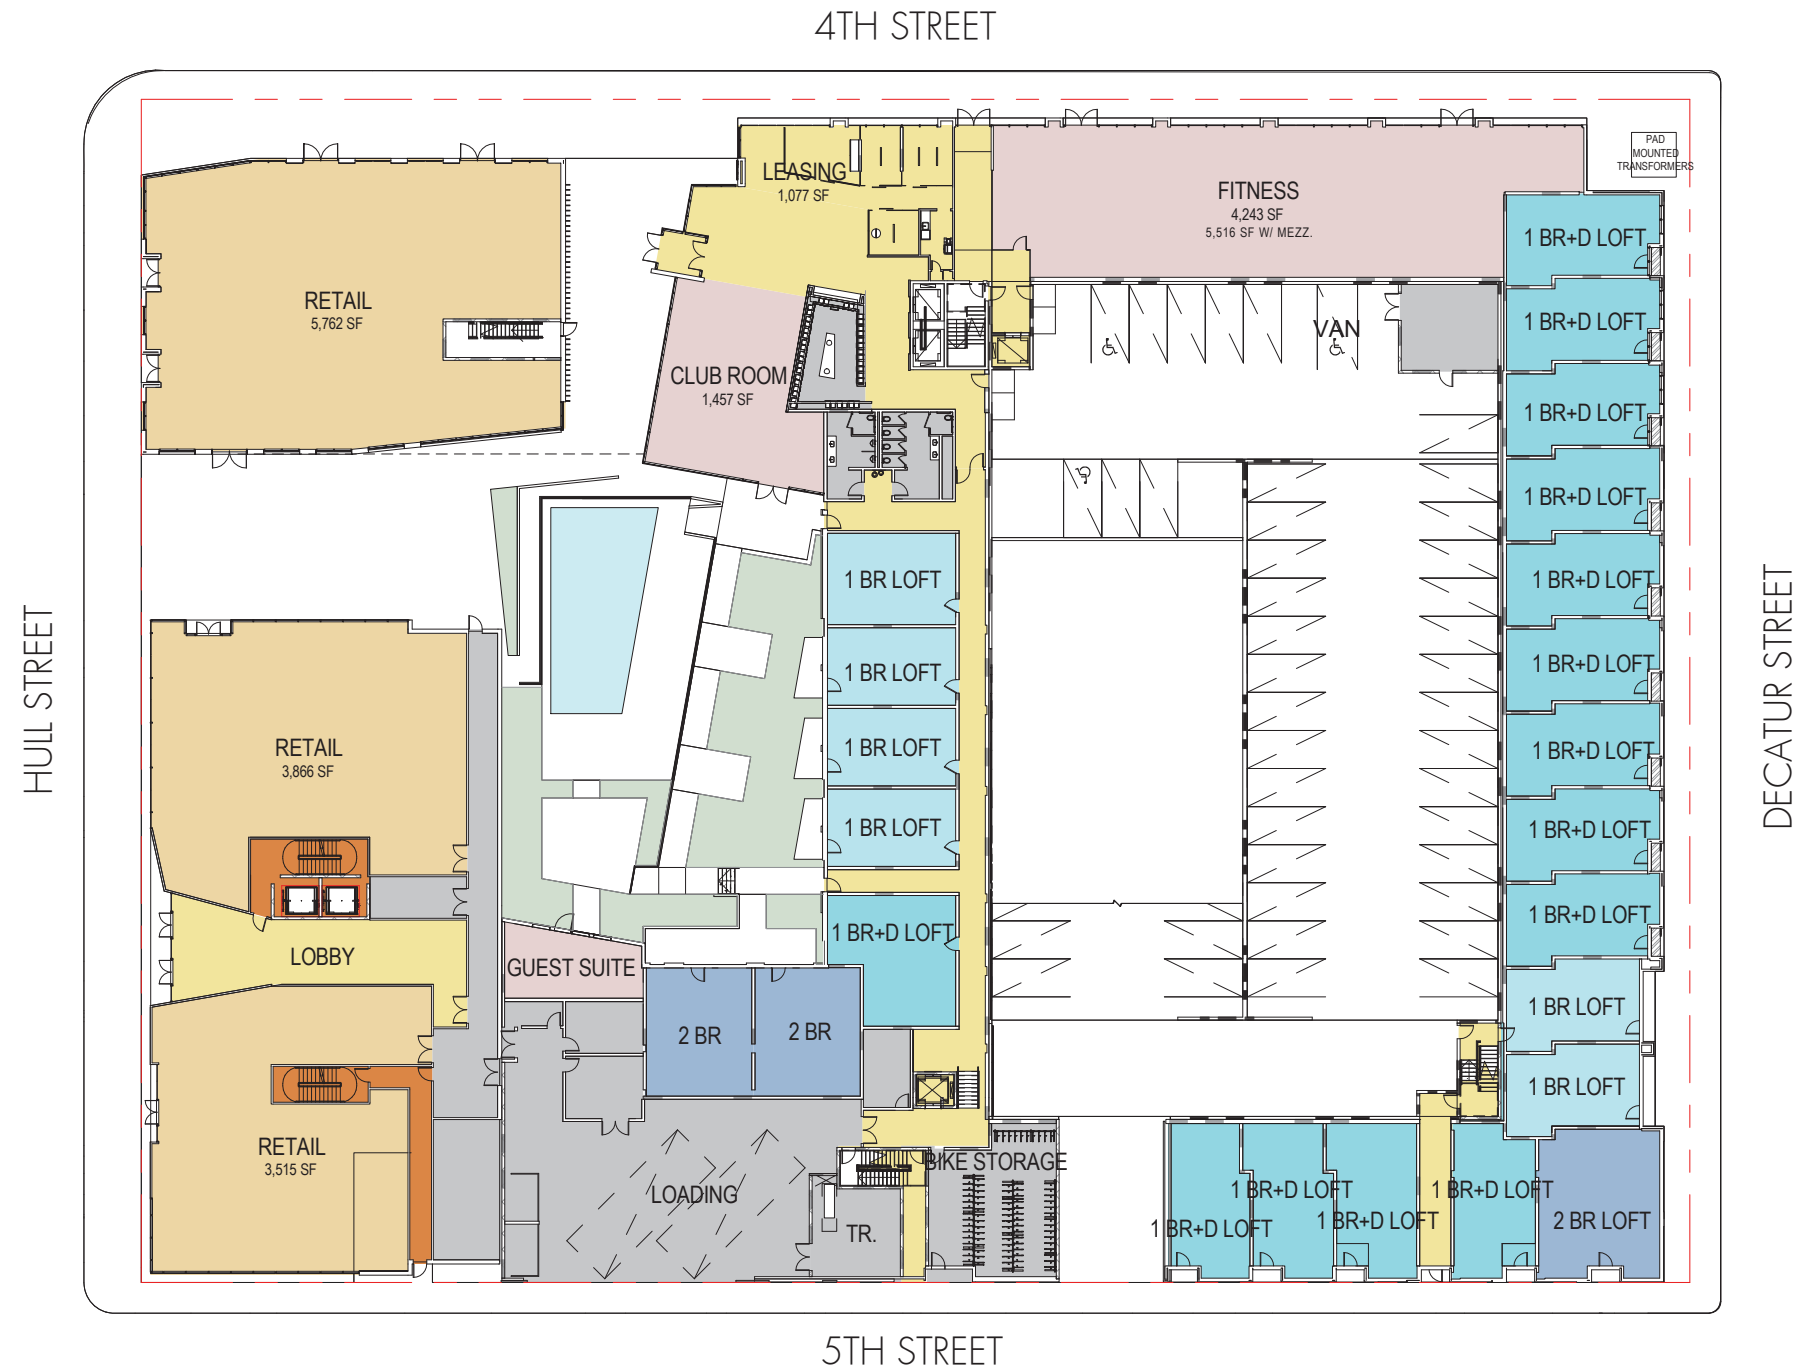 4TH STREET
PAD
MOUNTED
TRANSFORMERS
LEASING
1,077 SF
FITNESS
4,243 SF
5,516 SF W/ MEZZ.
1 BR+D LOFT
RETAIL
5,762 SF
1 BR+D LOFT
VAN
CLUB ROOM
1,457 SF
1 BR+D LOFT
1 BR+D LOFT
1 BR LOFT
1 BR+D LOFT
1 BR LOFT
1 BR+D LOFT
HULL STREET
DECATUR STREET
RETAIL
3,866 SF
1 BR LOFT
1 BR+D LOFT
1 BR LOFT
1 BR+D LOFT
1 BR+D LOFT
1 BR+D LOFT
LOBBY
GUEST SUITE
2 BR
2 BR
1 BR LOFT
1 BR LOFT
RETAIL
3,515 SF
BIKE STORAGE
LOADING
TR.
1 BR+D LOFT
1 BR+D LOFT
1 BR+D LOFT
1 BR+D LOFT
2 BR LOFT
5TH STREET